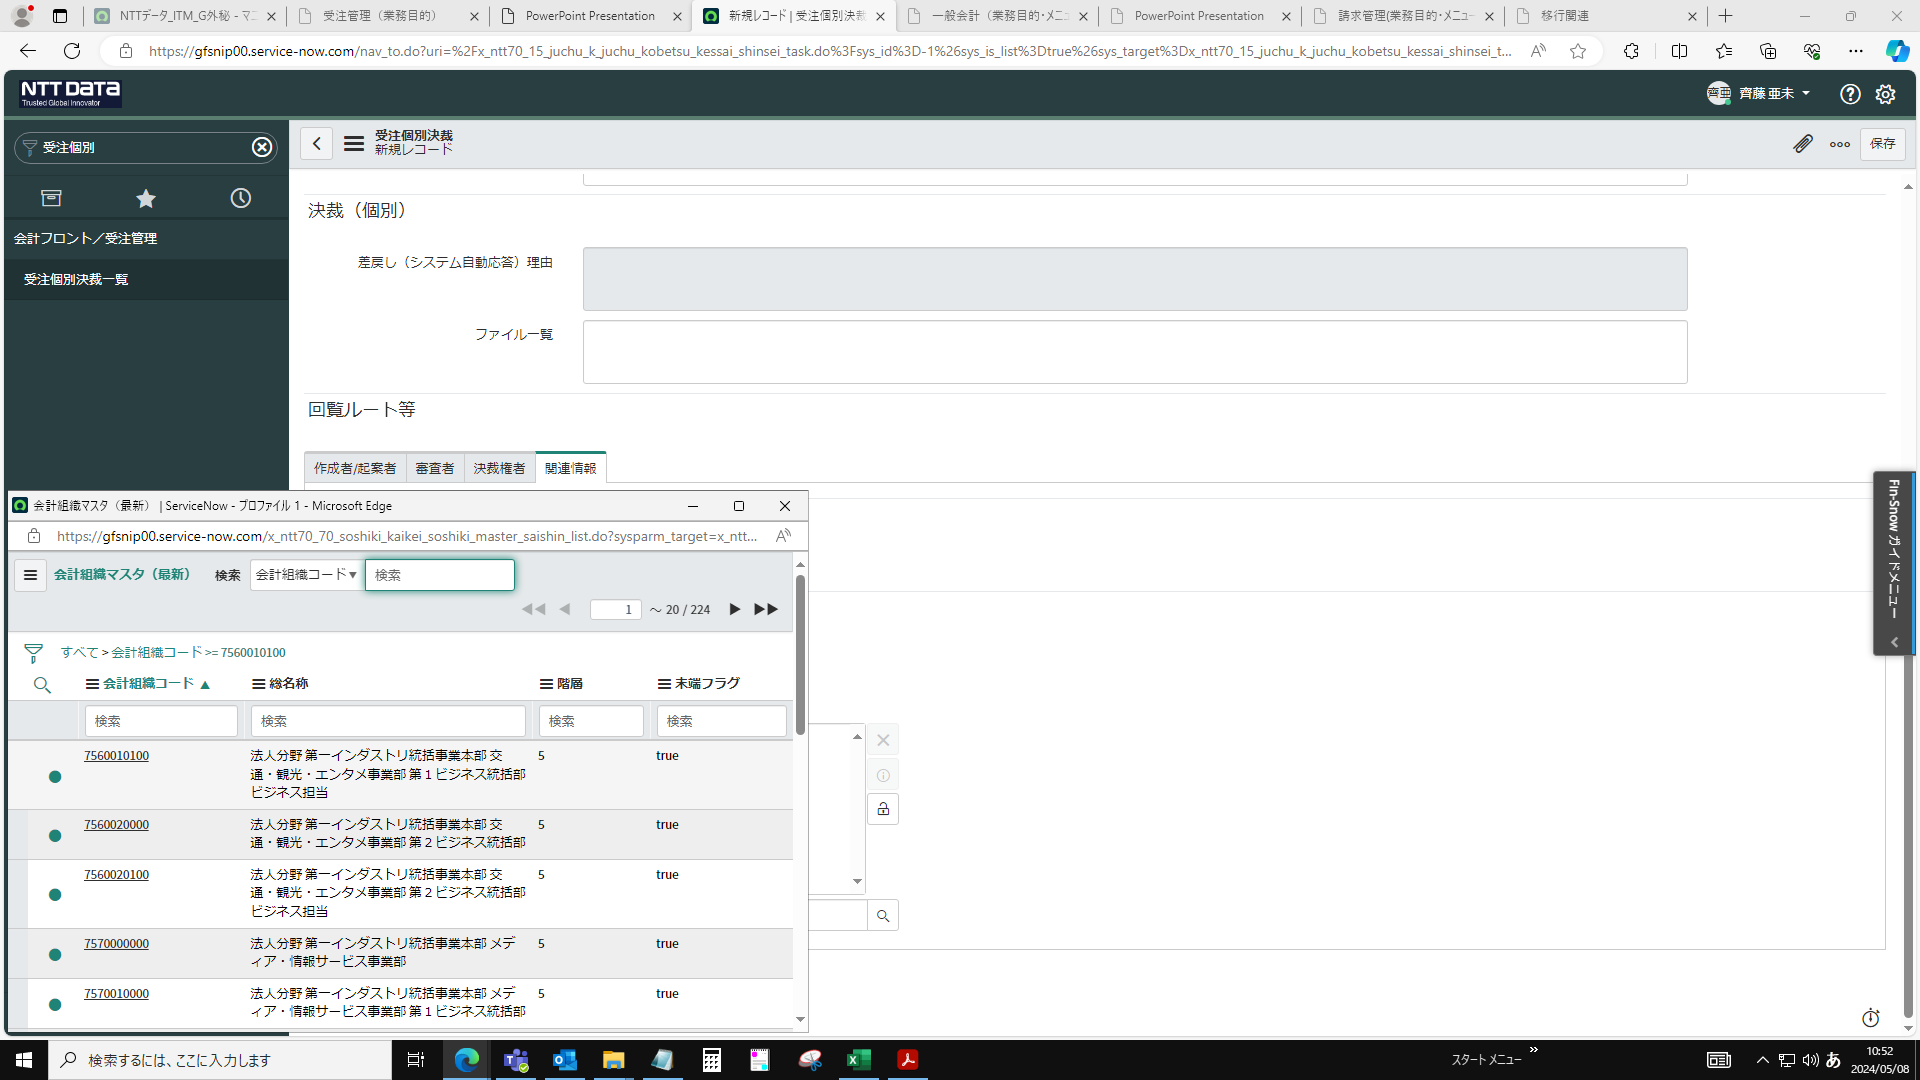 NTTデータ_ITM_G外秘 - マニ
受注管理（業務目的）
PowerPoint Presentation
新規レコード | 受注個別決裁
一般会計（業務目的･メニュ
PowerPoint Presentation
請求管理(業務目的･メニュー
移行関連
https://gfsnip00.service-now.com/nav_to.do?uri=%2Fx_ntt70_15_juchu_k_juchu_kobetsu_kessai_shinsei_task.do%3Fsys_id%3D-1%26sys_is_list%3Dtrue%26sys_target%3Dx_ntt70_15_juchu_k_juchu_kobetsu_kessai_shinsei_t...
NTT DATA
Trusted Global Innovator
齊亜 齊藤 亜未
受注個別
受注個別決裁
新規レコード
保存
会計フロント／受注管理
受注個別決裁一覧
決裁（個別）
差戻し（システム自動応答）理由
ファイル一覧
回覧ルート等
作成者/起案者 審査者 決裁権者 関連情報
Fin-Snow ガイドメニュー
会計組織マスタ（最新） | ServiceNow - プロファイル 1 - Microsoft Edge
https://gfsnip00.service-now.com/x_ntt70_70_soshiki_kaikei_soshiki_master_saishin_list.do?sysparm_target=x_ntt...
会計組織マスタ（最新） 検索 会計組織コード▼ 検索
1 ～ 20 / 224
すべて > 会計組織コード >= 7560010100
会計組織コード ▲ 総名称 階層 末端フラグ
検索 検索 検索 検索
7560010100 法人分野 第一インダストリ統括事業本部 交 5 true
通・観光・エンタメ事業部 第１ビジネス統括部
ビジネス担当
7560020000 法人分野 第一インダストリ統括事業本部 交 5 true
通・観光・エンタメ事業部 第２ビジネス統括部
7560020100 法人分野 第一インダストリ統括事業本部 交 5 true
通・観光・エンタメ事業部 第２ビジネス統括部
ビジネス担当
7570000000 法人分野 第一インダストリ統括事業本部 メデ 5 true
ィア・情報サービス事業部
7570010000 法人分野 第一インダストリ統括事業本部 メデ 5 true
ィア・情報サービス事業部 第１ビジネス統括部
検索するには、ここに入力します
スタート メニュー
あ
10:52
2024/05/08